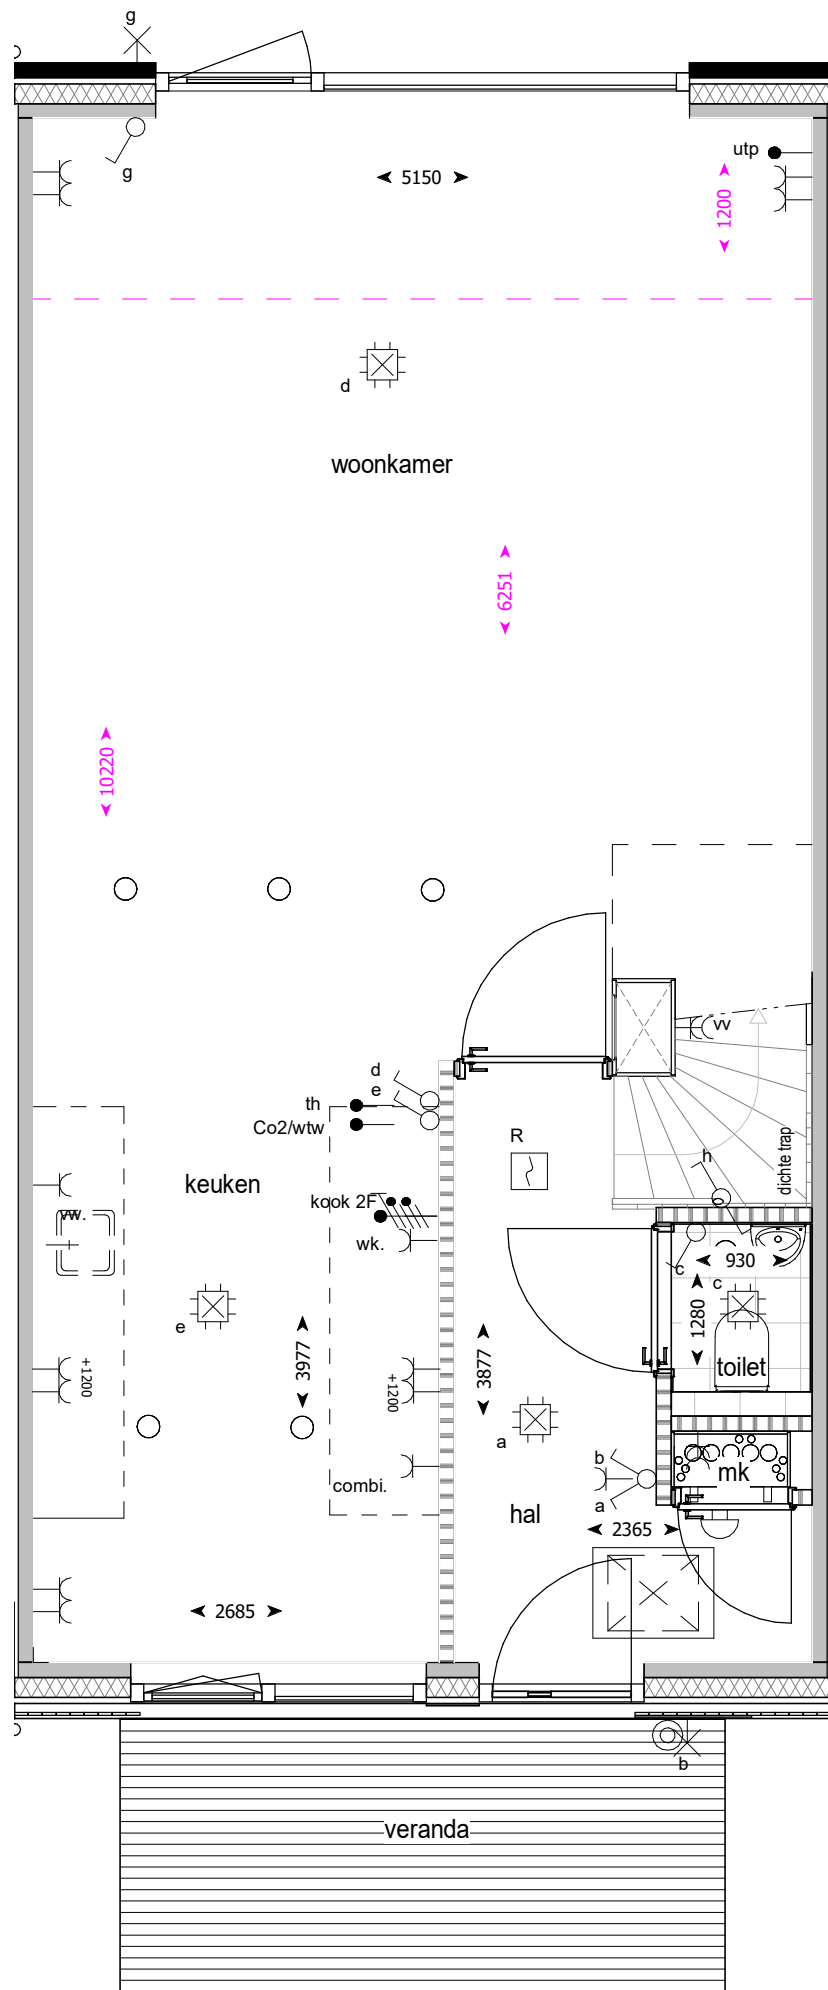 g
g
utp
5150
1200
d
woonkamer
6251
10220
vv
d
e
th
Co2/wtw
R
dichte trap
h
keuken
kook 2F
vw.
wk.
930
c
c
1280
e
3977
3877
toilet
+1200
+1200
a
mk
b
combi.
a
hal
2365
2685
b
veranda